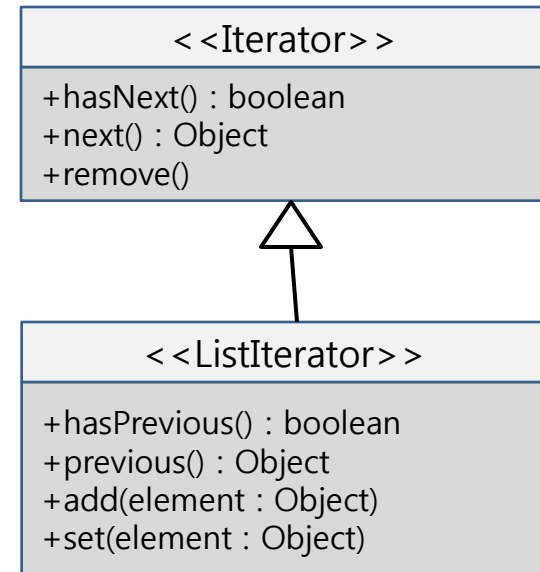 <<Iterator>>
+hasNext() : boolean
+next() : Object
+remove()
<<ListIterator>>
+hasPrevious() : boolean
+previous() : Object
+add(element : Object)
+set(element : Object)